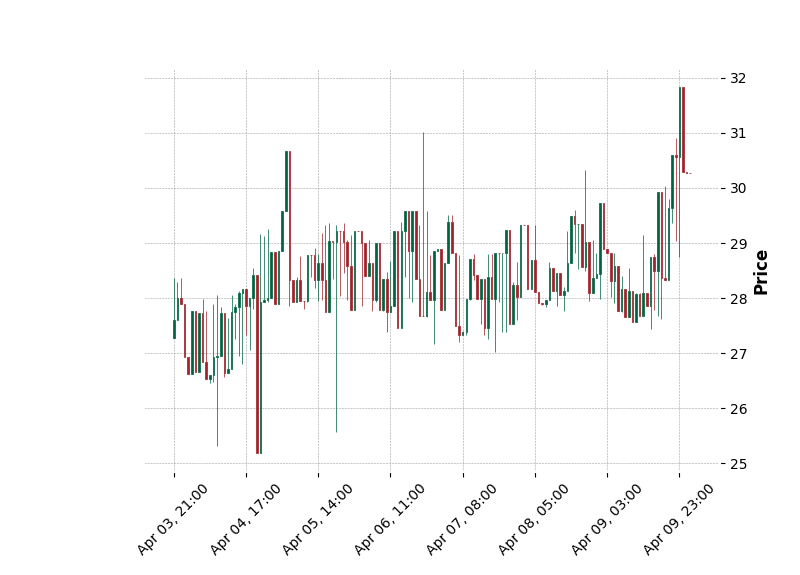 32
31
30
29
28
27
26
25
Price
Apr 03, 21:00
Apr 04, 17:00
Apr 05, 14:00
Apr 06, 11:00
Apr 07, 08:00
Apr 08, 05:00
Apr 09, 03:00
Apr 09, 23:00